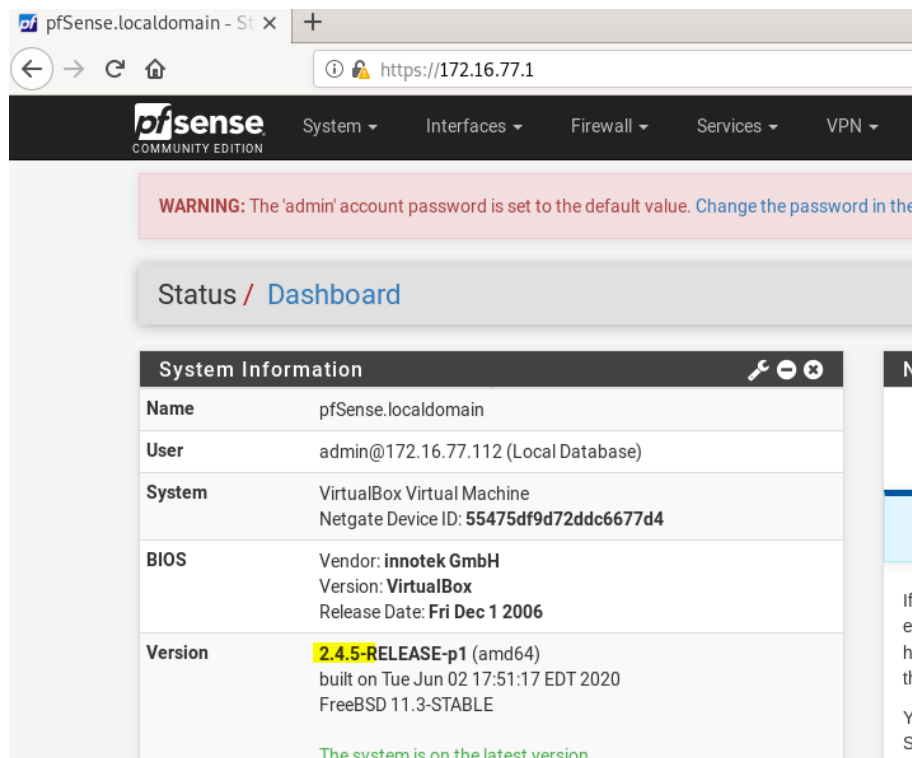 pfSense.localdomain - St
https://172.16.77.1
pfsense
COMMUNITY EDITION
System
Interfaces
Firewall
Services
VPN
WARNING: The 'admin' account password is set to the default value. Change the password in the
Status / Dashboard
System Information
N
Name pfSense.localdomain
User admin@172.16.77.112 (Local Database)
System VirtualBox Virtual Machine
Netgate Device ID: 55475df9d72ddc6677d4
BIOS Vendor: innotek GmbH
Version: VirtualBox
Release Date: Fri Dec 1 2006
Version 2.4.5-RELEASE-p1 (amd64)
built on Tue Jun 02 17:51:17 EDT 2020
FreeBSD 11.3-STABLE
The system is on the latest version
If
e
h
th
Y
S